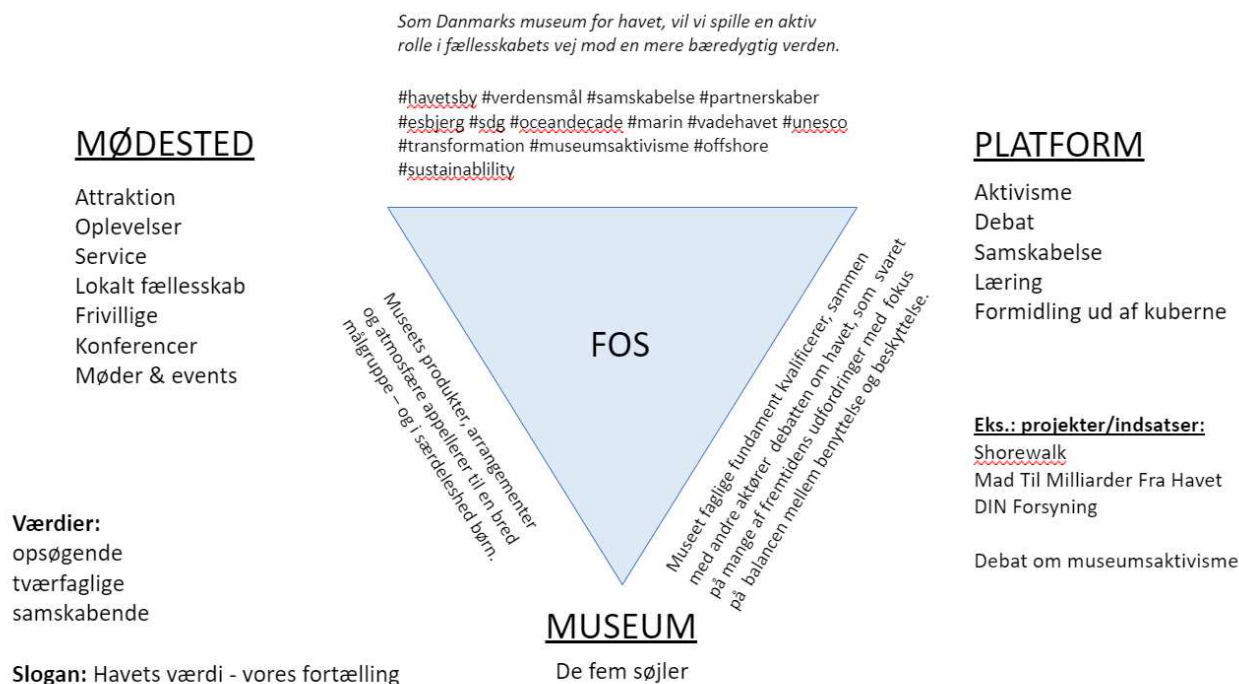 Som Danmarks museum for havet, vil vi spille en aktiv
rolle i fællesskabets vej mod en mere bæredygtig verden.
#havetsby #verdensmål #samskabelse #partnerskaber
#esbjerg #sdg #oceandecade #marin #vadehavet #unesco
#transformation #museumsaktivisme #offshore
#sustainablility
MØDESTED
Attraktion
Oplevelser
Service
Lokalt fællesskab
Frivillige
Konferencer
Møder & events
PLATFORM
Aktivisme
Debat
Samskabelse
Læring
Formidling ud af kuberne
FOS
Museets produkter, arrangementer
og atmosfære appellerer til en bred
målgruppe – og i særdeleshed børn.
Museet faglige fundament kvalificerer, sammen
med andre aktører debatten om havet, som svaret
på mange af fremtidens udfordringer med fokus
på balancen mellem benyttelse og beskyttelse.
Eks.: projekter/indsatser:
Shorewalk
Mad Til Milliarder Fra Havet
DIN Forsyning
Debat om museumsaktivisme
Værdier:
opsøgende
tværfaglige
samskabende
Slogan: Havets værdi - vores fortælling
MUSEUM
De fem søjler